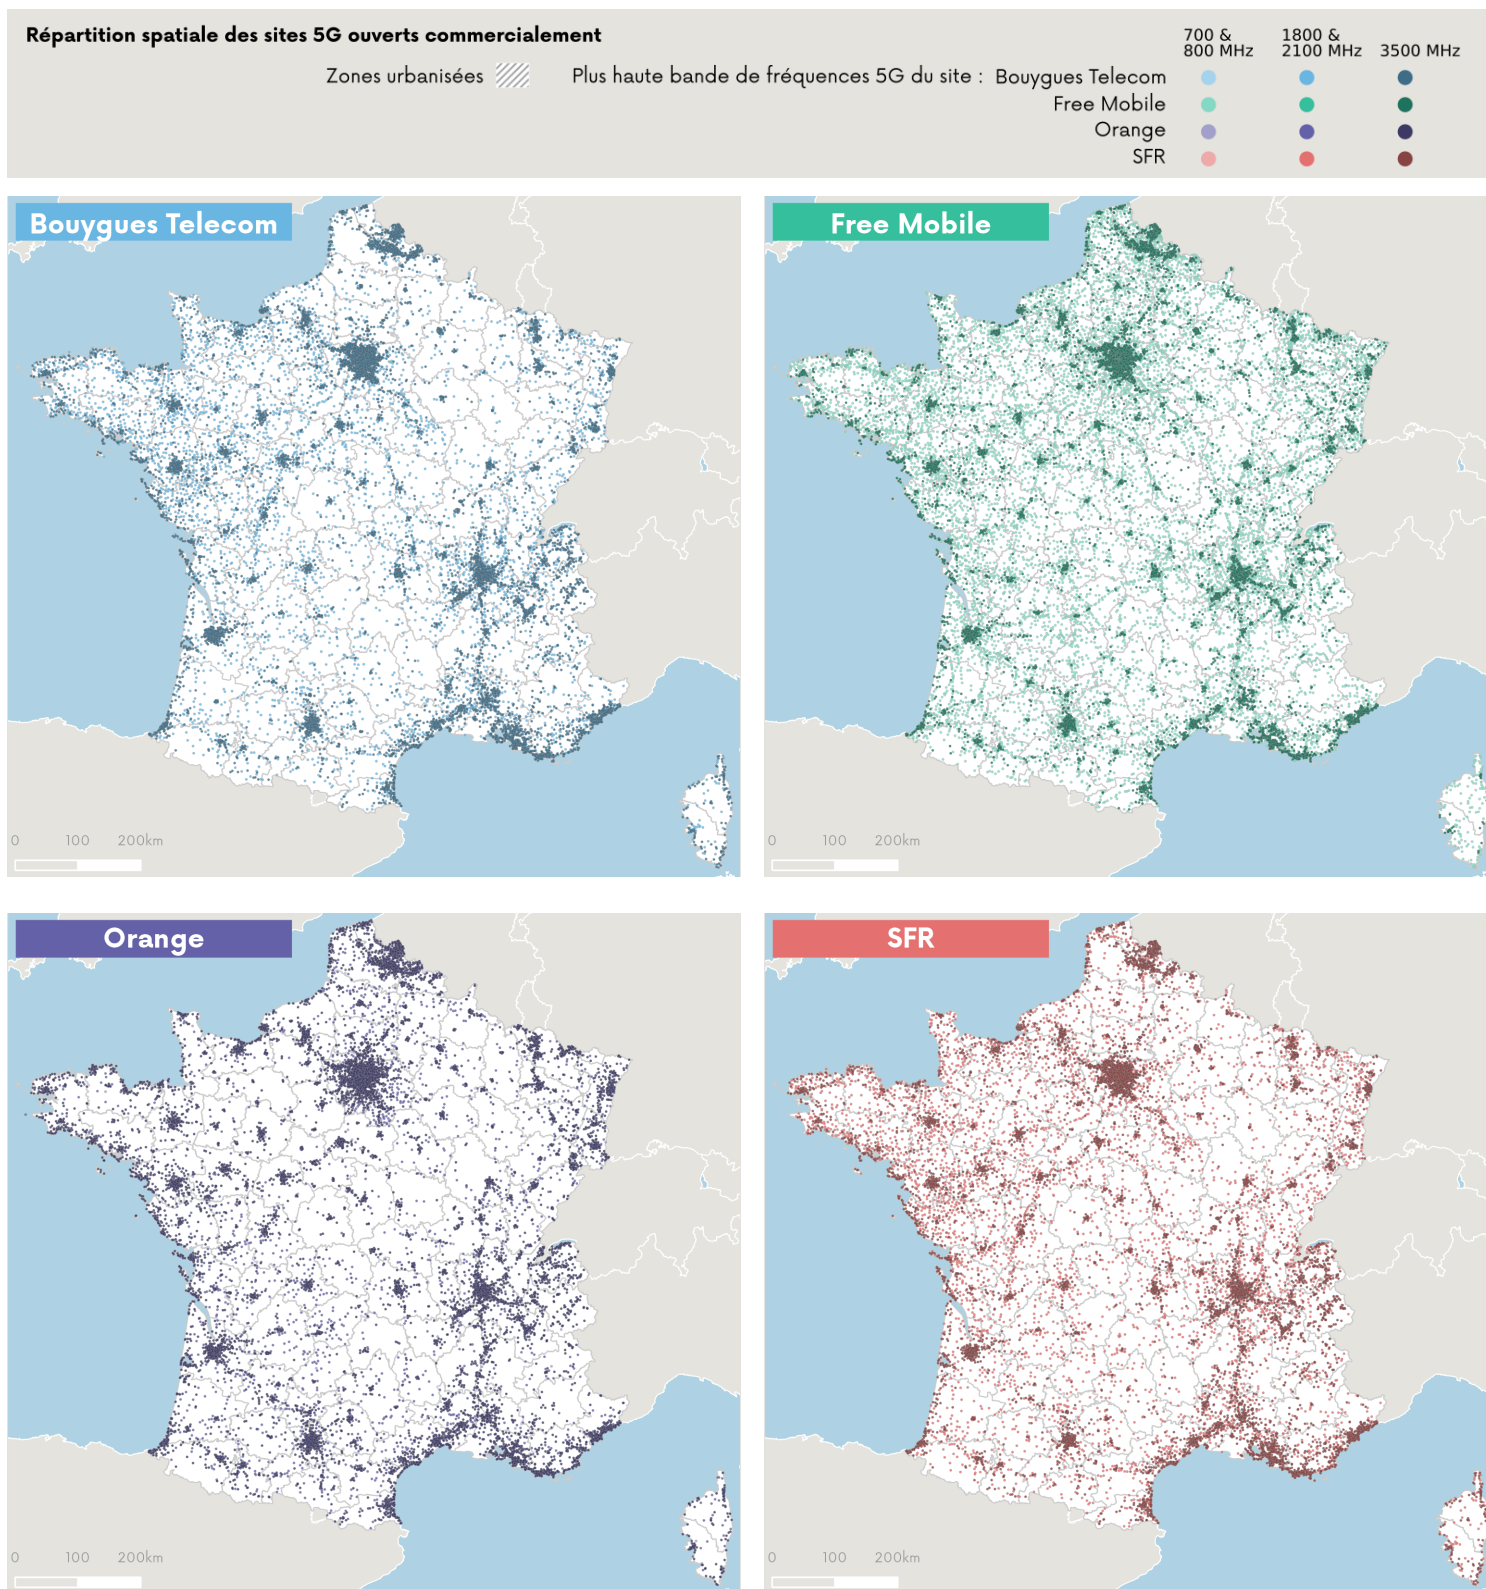 Répartition spatiale des sites 5G ouverts commercialement
700 &
800 MHz
1800 &
2100 MHz
3500 MHz
Zones urbanisées
Plus haute bande de fréquences 5G du site :
Bouygues Telecom
Free Mobile
Orange
SFR
Bouygues Telecom
0 100 200km
Free Mobile
0 100 200km
Orange
0 100 200km
SFR
0 100 200km